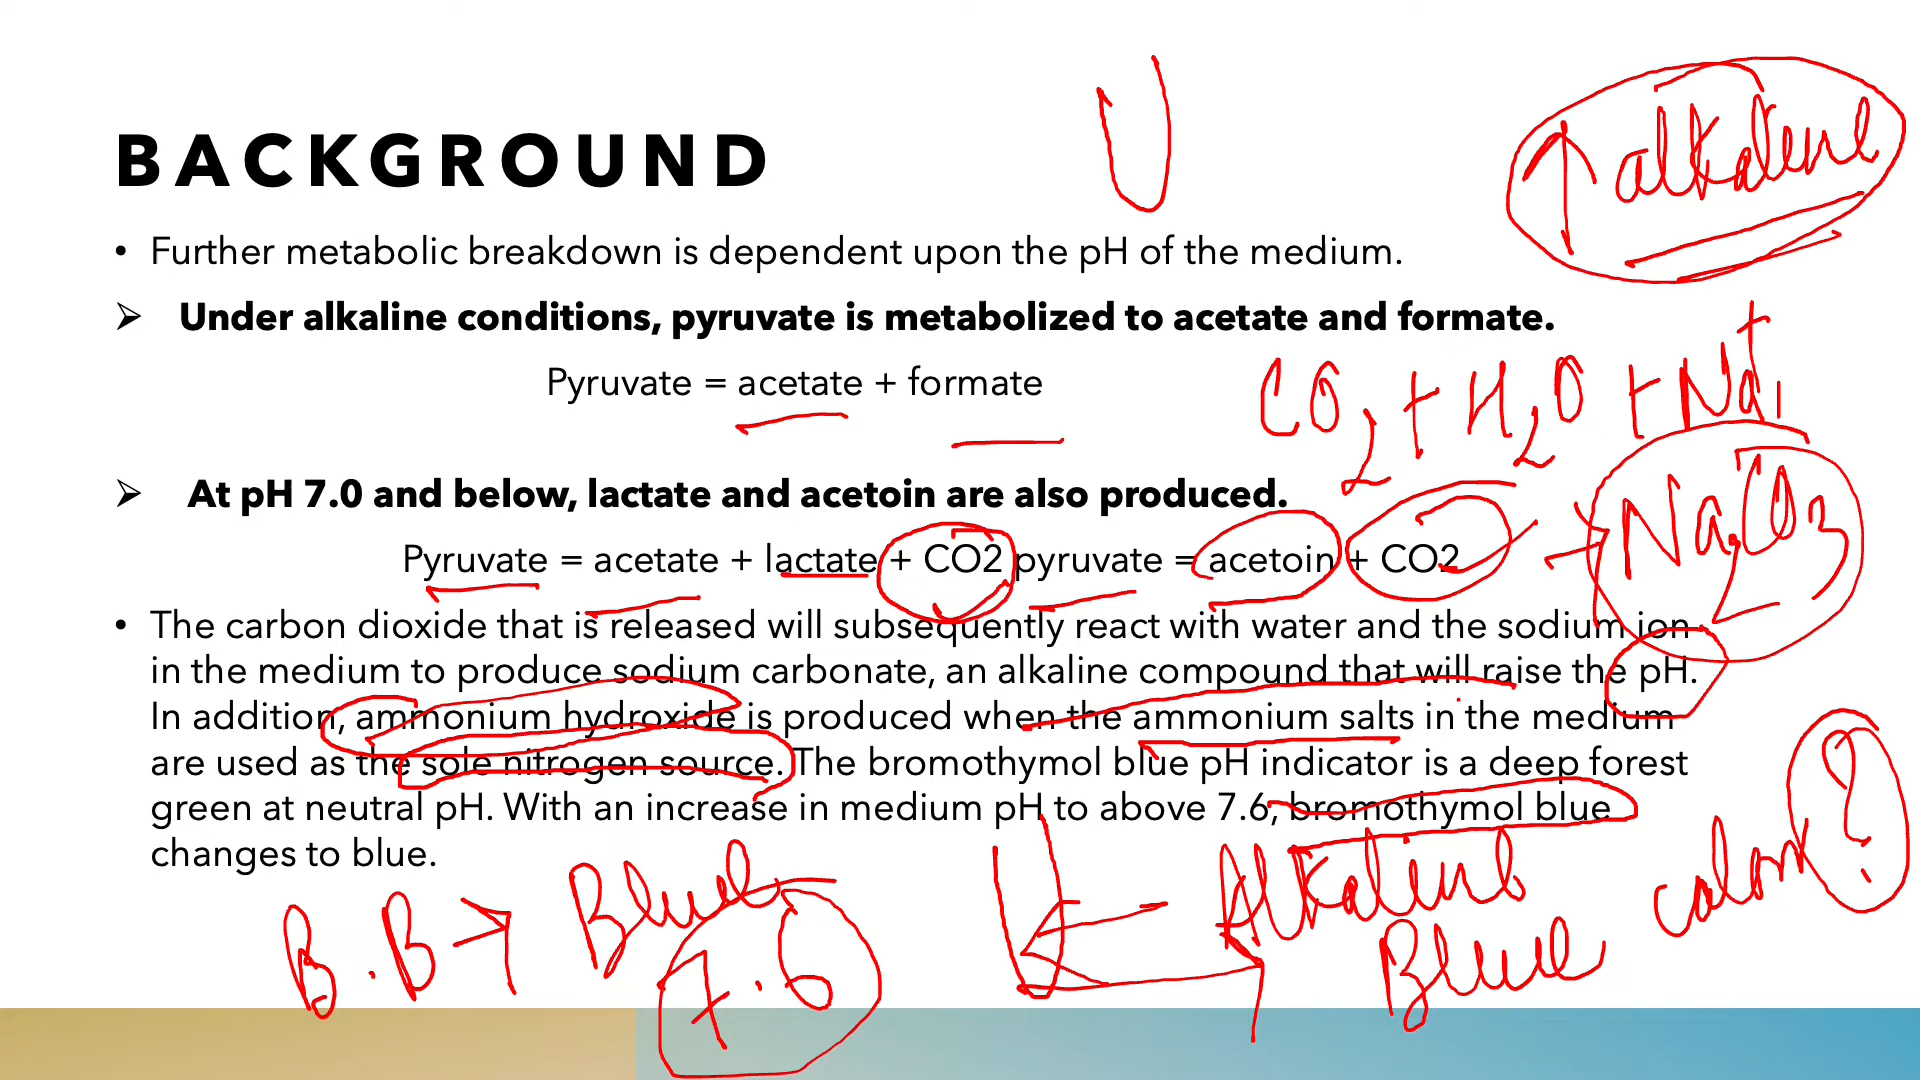 BACKGROUND
↑ alkaline
• Further metabolic breakdown is dependent upon the pH of the medium.
➢ Under alkaline conditions, pyruvate is metabolized to acetate and formate.
Pyruvate = acetate + formate
CO2 + H2O + Na+
➢ At pH 7.0 and below, lactate and acetoin are also produced.
→ Na2CO3
Pyruvate = acetate + lactate + CO2 pyruvate = acetoin + CO2
• The carbon dioxide that is released will subsequently react with water and the sodium ion
in the medium to produce sodium carbonate, an alkaline compound that will raise the pH.
In addition, ammonium hydroxide is produced when the ammonium salts in the medium
are used as the sole nitrogen source. The bromothymol blue pH indicator is a deep forest
green at neutral pH. With an increase in medium pH to above 7.6, bromothymol blue
changes to blue.
B.B → Blue
7.6
Alkaline
Blue
colour ?